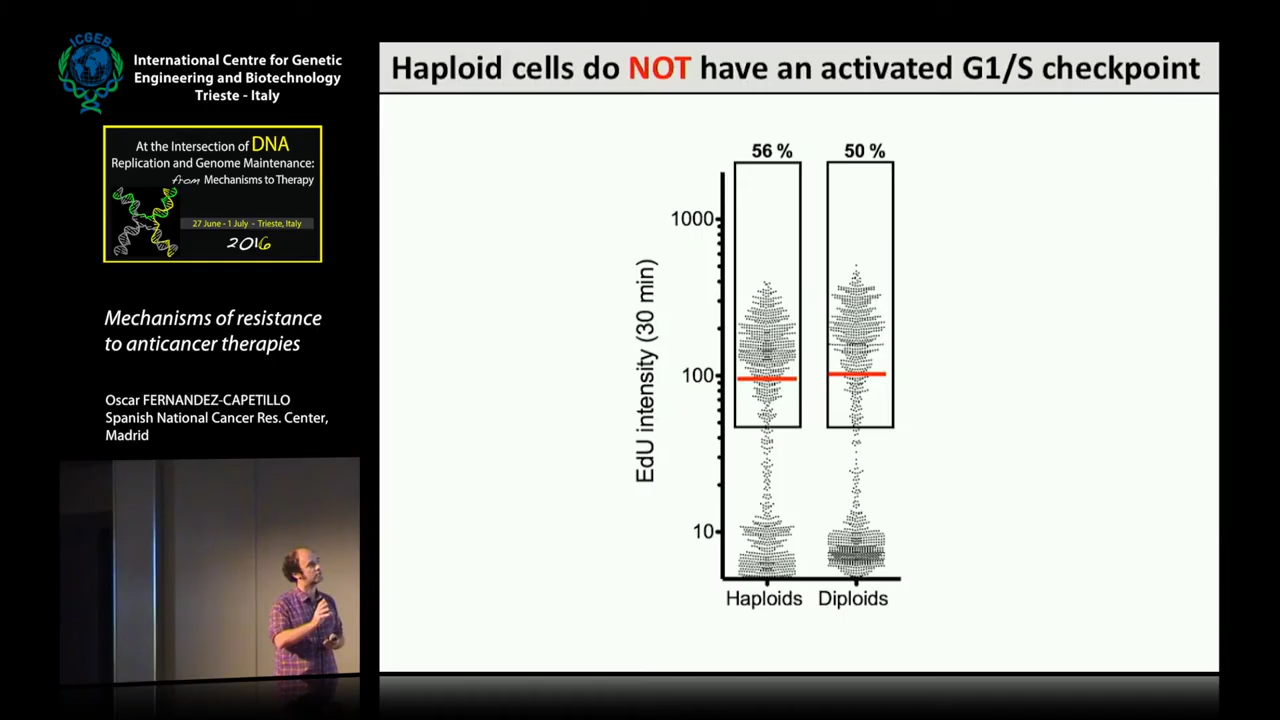 ICGEB
International Centre for Genetic
Engineering and Biotechnology
Trieste - Italy
At the Intersection of DNA
Replication and Genome Maintenance:
from Mechanisms to Therapy
27 June - 1 July - Trieste, Italy
2016
Mechanisms of resistance
to anticancer therapies
Oscar FERNANDEZ-CAPETILLO
Spanish National Cancer Res. Center,
Madrid
Haploid cells do NOT have an activated G1/S checkpoint
56 % 50 %
EdU intensity (30 min)
1000
100
10
Haploids Diploids